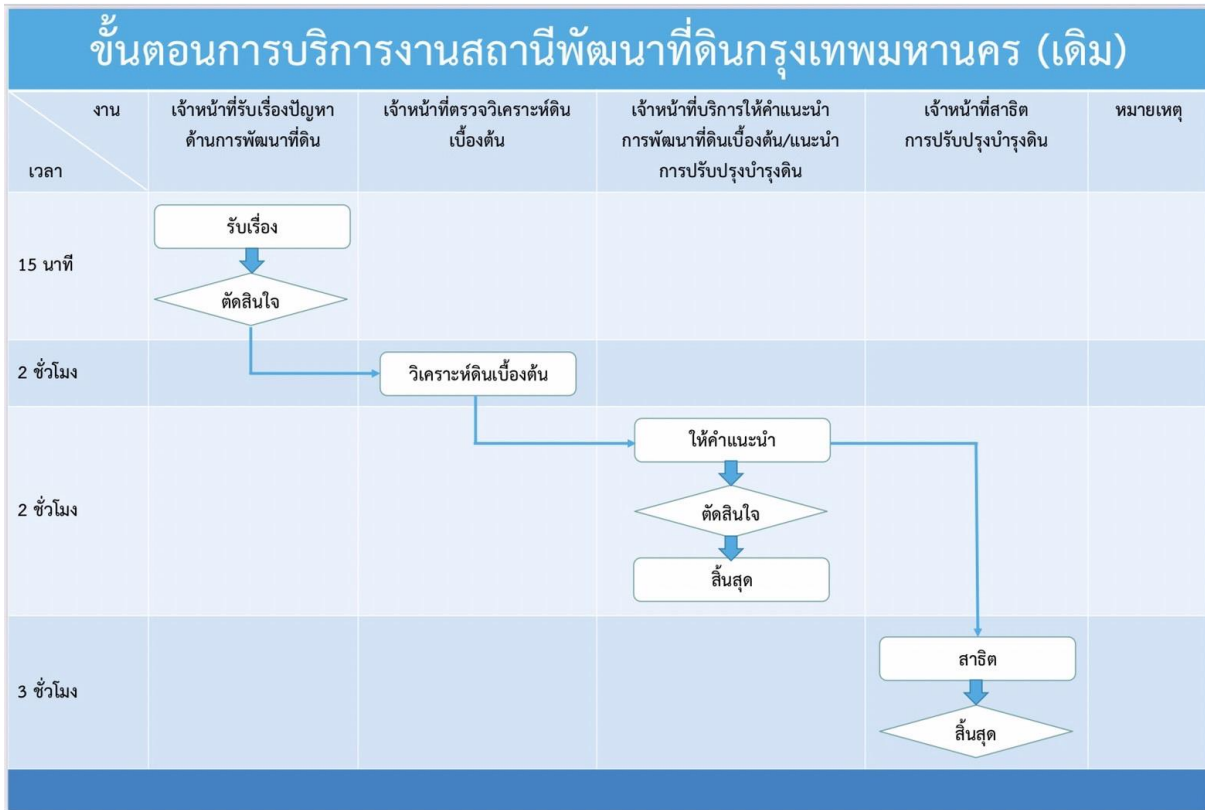 ขั้นตอนการบริการงานสถานีพัฒนาที่ดินกรุงเทพมหานคร (เดิม)
งาน
เวลา
เจ้าหน้าที่รับเรื่องปัญหา
ด้านการพัฒนาที่ดิน
เจ้าหน้าที่ตรวจวิเคราะห์ดิน
เบื้องต้น
เจ้าหน้าที่บริการให้คำแนะนำ
การพัฒนาที่ดินเบื้องต้น/แนะนำ
การปรับปรุงบำรุงดิน
เจ้าหน้าที่สาธิต
การปรับปรุงบำรุงดิน
หมายเหตุ
15 นาที
รับเรื่อง
ตัดสินใจ
2 ชั่วโมง
วิเคราะห์ดินเบื้องต้น
2 ชั่วโมง
ให้คำแนะนำ
ตัดสินใจ
สิ้นสุด
3 ชั่วโมง
สาธิต
สิ้นสุด